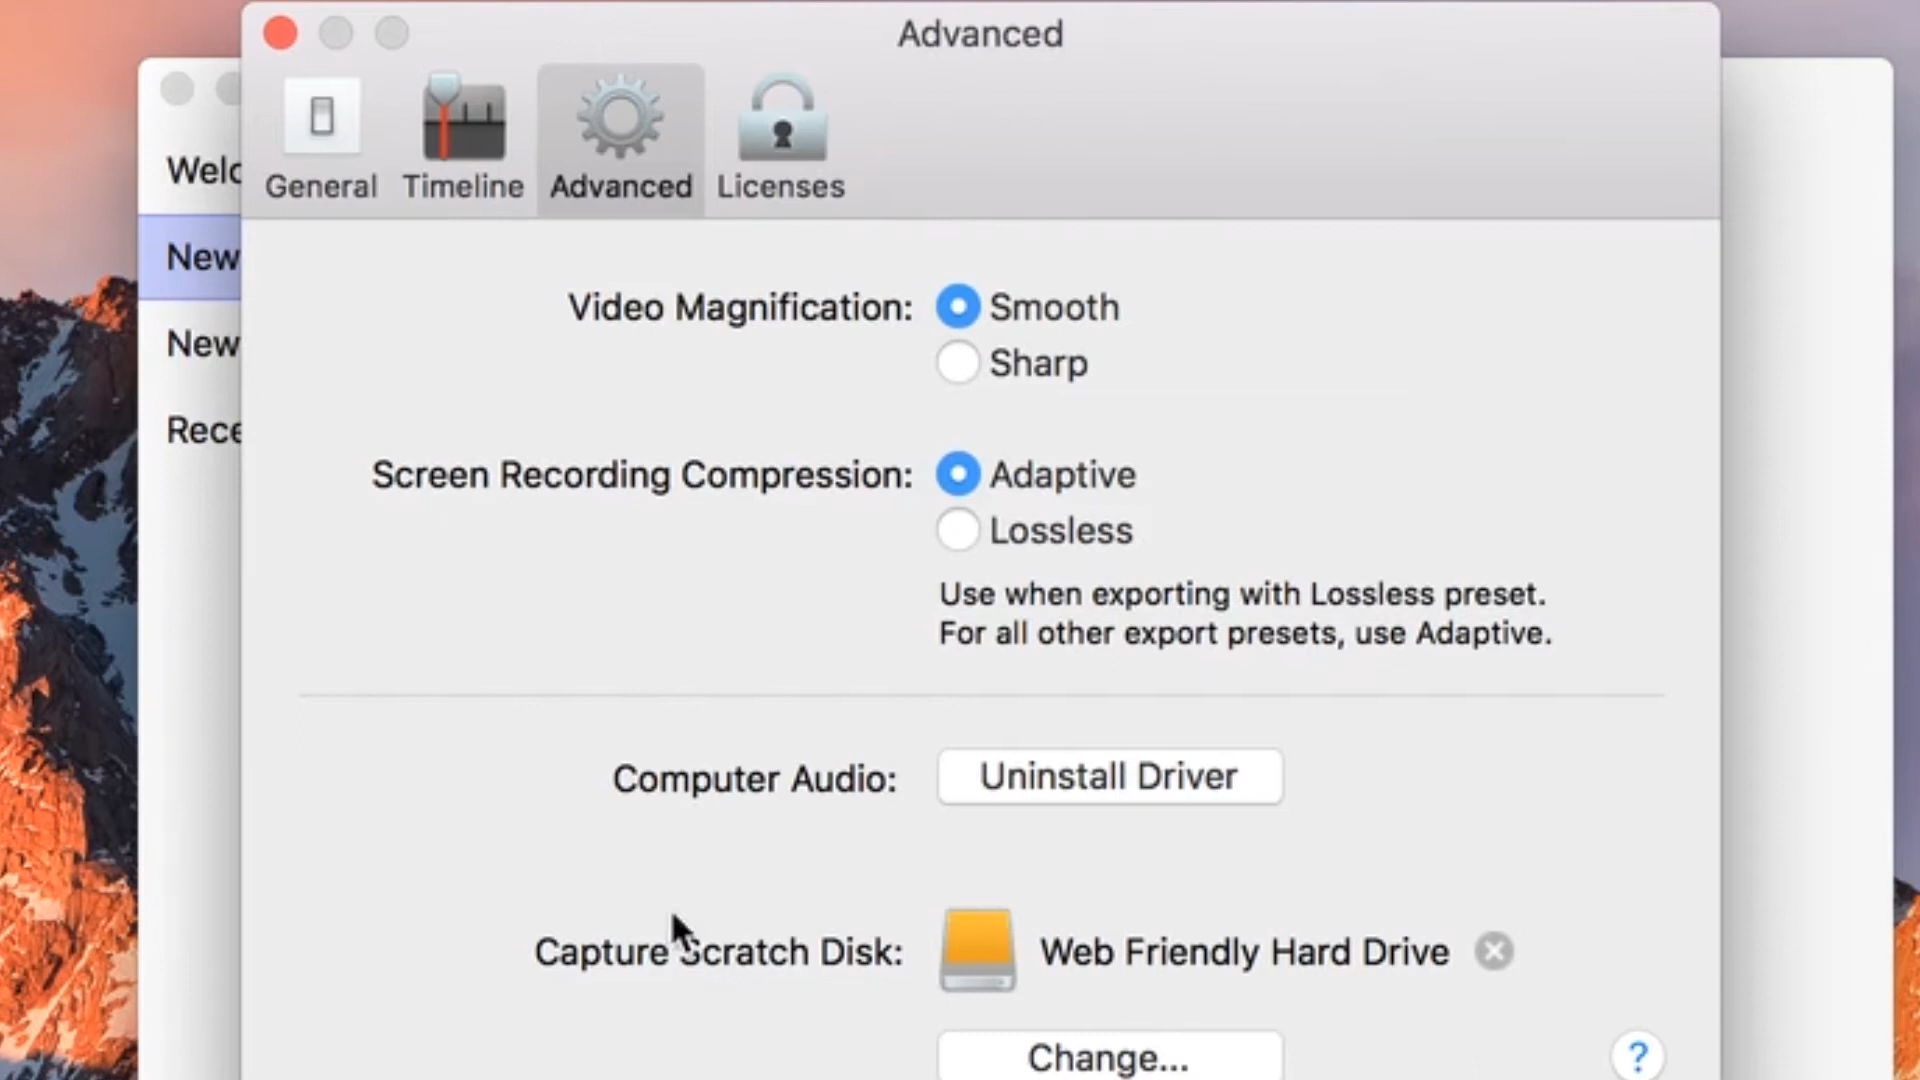 Advanced
General Timeline Advanced Licenses
Welc
New
New
Rece
Video Magnification: Smooth
Sharp
Screen Recording Compression: Adaptive
Lossless
Use when exporting with Lossless preset.
For all other export presets, use Adaptive.
Computer Audio: Uninstall Driver
Capture Scratch Disk: Web Friendly Hard Drive
Change...
?